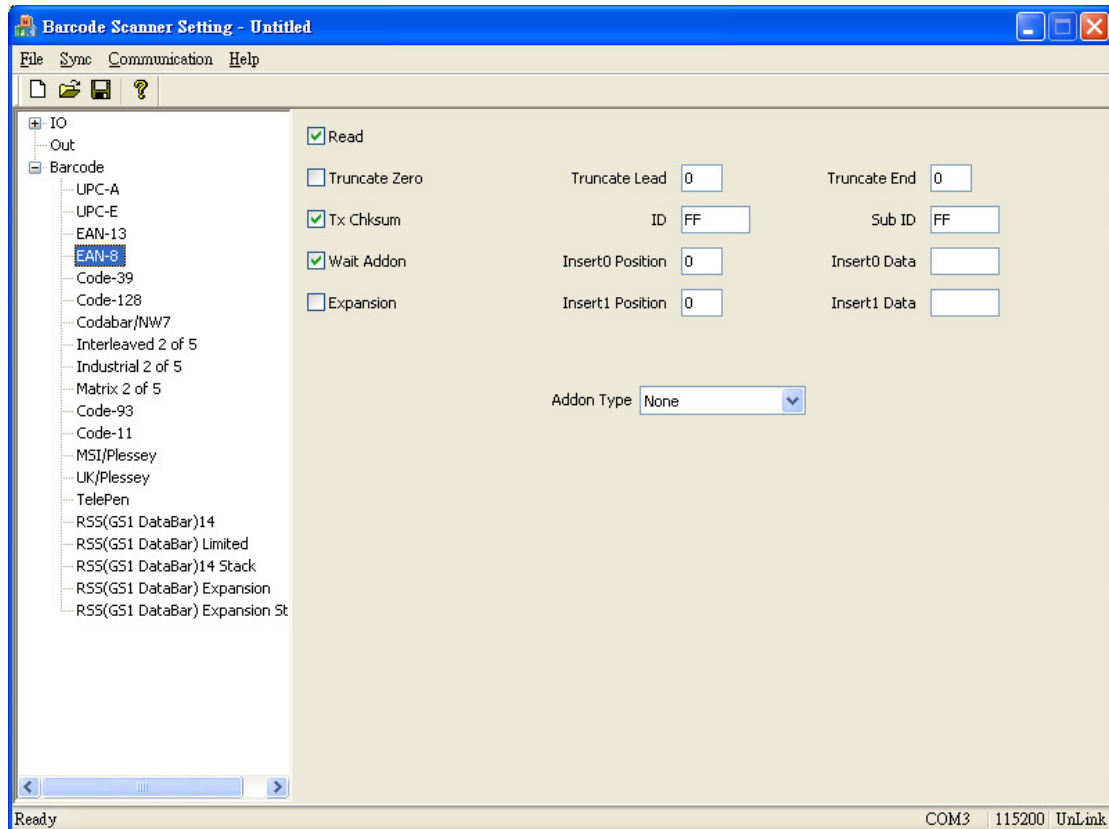 Barcode Scanner Setting - Untitled
File Sync Communication Help
IO
Out
Barcode
UPC-A
UPC-E
EAN-13
EAN-8
Code-39
Code-128
Codabar/NW7
Interleaved 2 of 5
Industrial 2 of 5
Matrix 2 of 5
Code-93
Code-11
MSI/Plessey
UK/Plessey
TelePen
RSS(GS1 DataBar)14
RSS(GS1 DataBar) Limited
RSS(GS1 DataBar)14 Stack
RSS(GS1 DataBar) Expansion
RSS(GS1 DataBar) Expansion St
Read
Truncate Zero Truncate Lead 0 Truncate End 0
Tx Chksum ID FF Sub ID FF
Wait Addon Insert0 Position 0 Insert0 Data
Expansion Insert1 Position 0 Insert1 Data
Addon Type None
Ready COM3 115200 UnLink